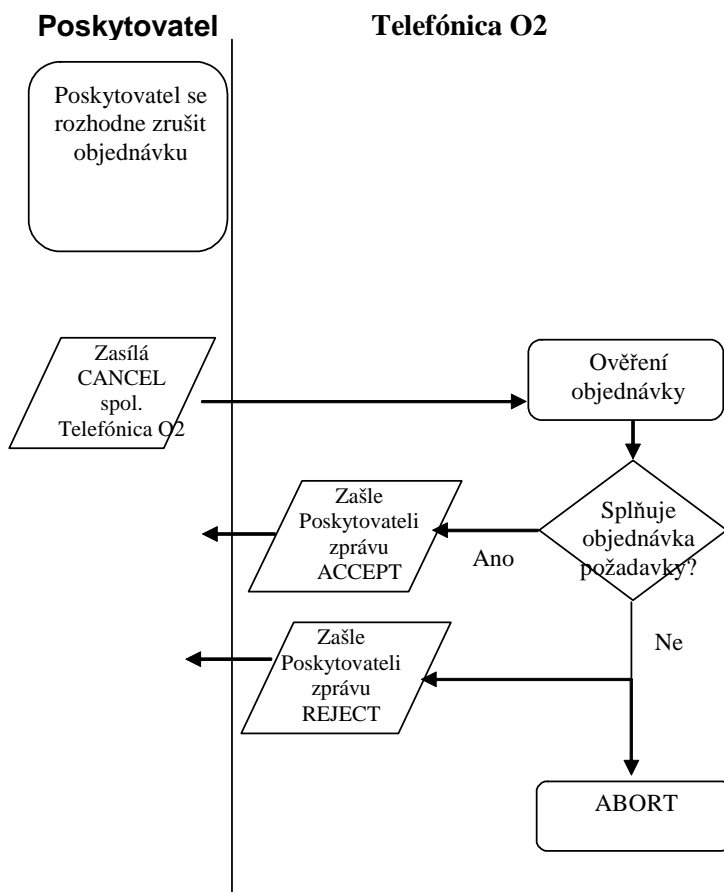 Poskytovatel
Telefónica O2
Poskytovatel se
rozhodne zrušit
objednávku
Zasílá
CANCEL
spol.
Telefónica O2
Ověření
objednávky
Splňuje
objednávka
požadavky?
Zašle
Poskytovateli
zprávu
ACCEPT
Ano
Ne
Zašle
Poskytovateli
zprávu
REJECT
ABORT